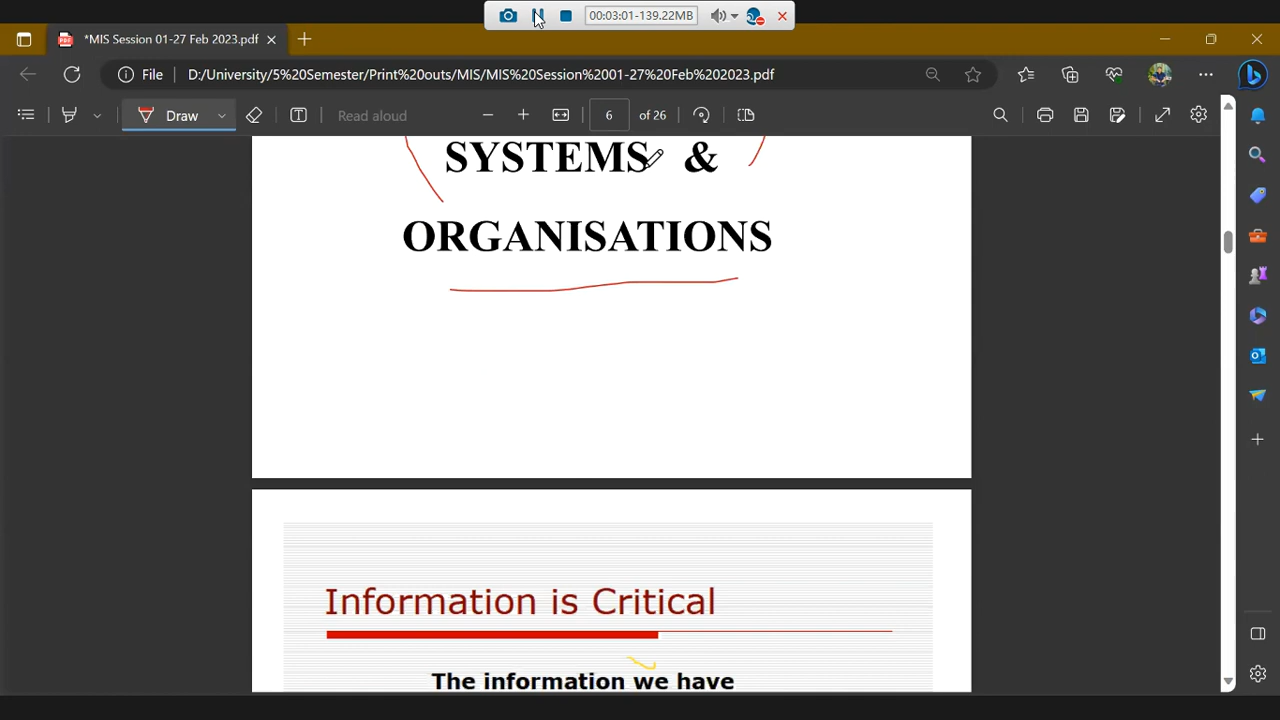 00:03:01-139.22MB
*MIS Session 01-27 Feb 2023.pdf
File D:/University/5%20Semester/Print%20outs/MIS/MIS%20Session%2001-27%20Feb%202023.pdf
Draw Read aloud 6 of 26
SYSTEMS &
ORGANISATIONS
Information is Critical
The information we have